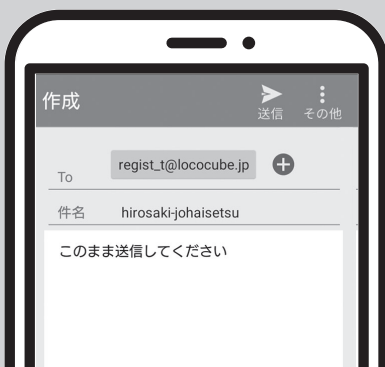 作成
送信 その他
To regist_t@lococube.jp
件名 hirosaki-johaisetsu
このまま送信してください